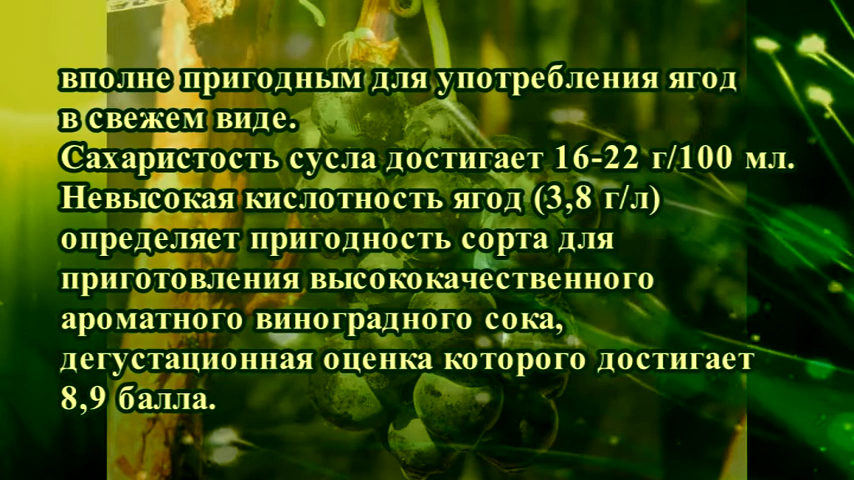 вполне пригодным для употребления ягод
в свежем виде.
Сахаристость сусла достигает 16-22 г/100 мл.
Невысокая кислотность ягод (3,8 г/л)
определяет пригодность сорта для
приготовления высококачественного
ароматного виноградного сока,
дегустационная оценка которого достигает
8,9 балла.